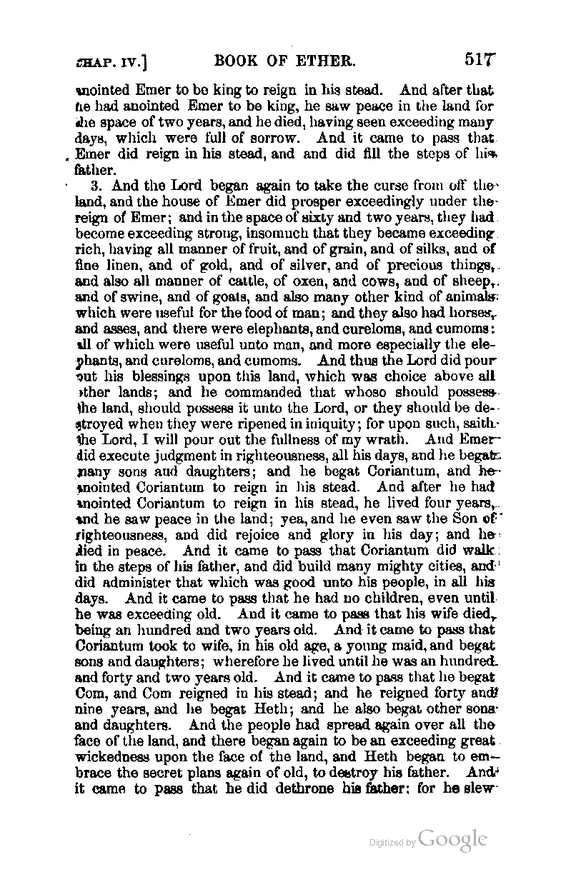 CHAP. IV.] BOOK OF ETHER. 517
anointed Emer to be king to reign in his stead. And after that
he had anointed Emer to be king, he saw peace in the land for
the space of two years, and he died, having seen exceeding many
days, which were full of sorrow. And it came to pass that
Emer did reign in his stead, and and did fill the steps of his
father.
3. And the Lord began again to take the curse from off the
land, and the house of Emer did prosper exceedingly under the
reign of Emer; and in the space of sixty and two years, they had
become exceeding strong, insomuch that they became exceeding
rich, having all manner of fruit, and of grain, and of silks, and of
fine linen, and of gold, and of silver, and of precious things,
and also all manner of cattle, of oxen, and cows, and of sheep,
and of swine, and of goats, and also many other kind of animals
which were useful for the food of man; and they also had horses,
and asses, and there were elephants, and cureloms, and cumoms:
all of which were useful unto man, and more especially the ele-
phants, and cureloms, and cumoms. And thus the Lord did pour
out his blessings upon this land, which was choice above all
other lands; and he commanded that whoso should possess
the land, should possess it unto the Lord, or they should be de-
stroyed when they were ripened in iniquity; for upon such, saith
the Lord, I will pour out the fullness of my wrath. And Emer
did execute judgment in righteousness, all his days, and he begat
many sons and daughters; and he begat Coriantum, and he
anointed Coriantum to reign in his stead. And after he had
anointed Coriantum to reign in his stead, he lived four years,
and he saw peace in the land; yea, and he even saw the Son of
righteousness, and did rejoice and glory in his day; and he
died in peace. And it came to pass that Coriantum did walk
in the steps of his father, and did build many mighty cities, and
did administer that which was good unto his people, in all his
days. And it came to pass that he had no children, even until
he was exceeding old. And it came to pass that his wife died,
being an hundred and two years old. And it came to pass that
Coriantum took to wife, in his old age, a young maid, and begat
sons and daughters; wherefore he lived until he was an hundred
and forty and two years old. And it came to pass that he begat
Com, and Com reigned in his stead; and he reigned forty and
nine years, and he begat Heth; and he also begat other sons
and daughters. And the people had spread again over all the
face of the land, and there began again to be an exceeding great
wickedness upon the face of the land, and Heth began to em-
brace the secret plans again of old, to destroy his father. And
it came to pass that he did dethrone his father: for he slew
Digitized by Google